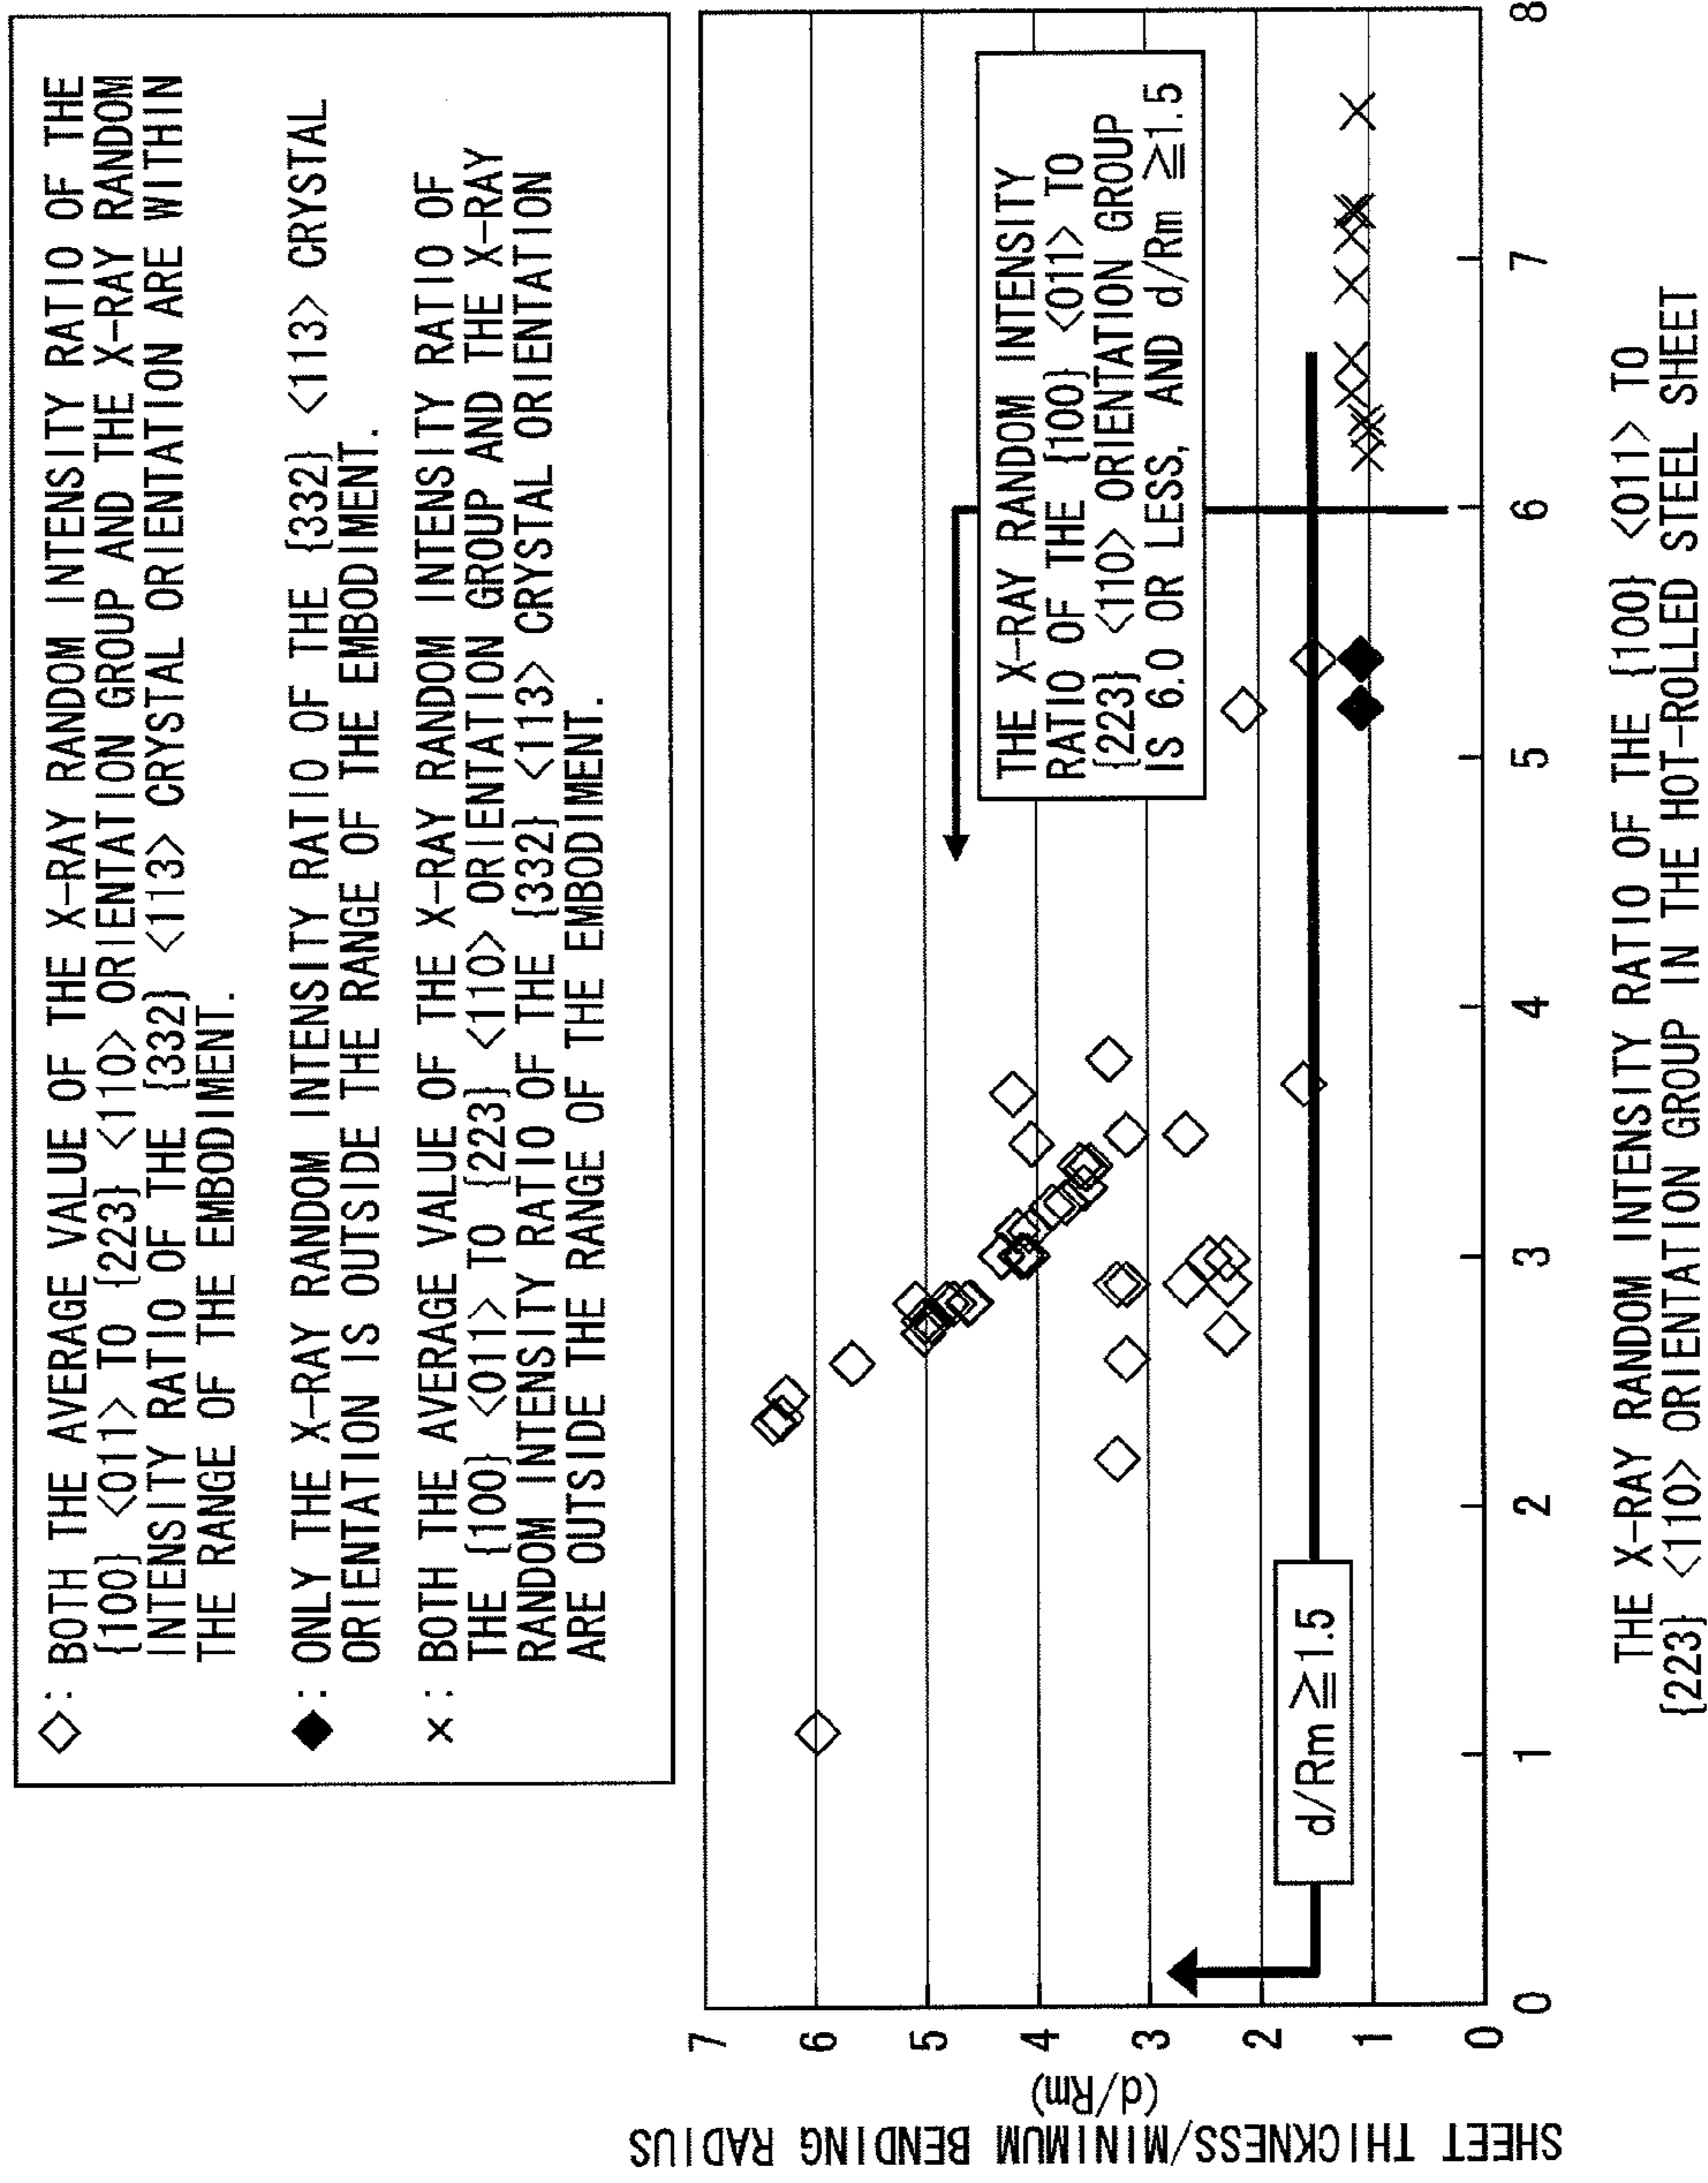 ◇: BOTH THE AVERAGE VALUE OF THE X-RAY RANDOM INTENSITY RATIO OF THE
{100} <011> TO {223} <110> ORIENTATION GROUP AND THE X-RAY RANDOM
INTENSITY RATIO OF THE {332} <113> CRYSTAL ORIENTATION ARE WITHIN
THE RANGE OF THE EMBODIMENT.
◆: ONLY THE X-RAY RANDOM INTENSITY RATIO OF THE {332} <113> CRYSTAL
ORIENTATION IS OUTSIDE THE RANGE OF THE EMBODIMENT.
×: BOTH THE AVERAGE VALUE OF THE X-RAY RANDOM INTENSITY RATIO OF
THE {100} <011> TO {223} <110> ORIENTATION GROUP AND THE X-RAY
RANDOM INTENSITY RATIO OF THE {332} <113> CRYSTAL ORIENTATION
ARE OUTSIDE THE RANGE OF THE EMBODIMENT.
SHEET THICKNESS/MINIMUM BENDING RADIUS
(d/Rm)
7
6
5
4
3
2
1
0
THE X-RAY RANDOM INTENSITY
RATIO OF THE {100} <011> TO
{223} <110> ORIENTATION GROUP
IS 6.0 OR LESS, AND d/Rm ≧1.5
d/Rm≧1.5
0 1 2 3 4 5 6 7 8
THE X-RAY RANDOM INTENSITY RATIO OF THE {100} <011> TO
{223} <110> ORIENTATION GROUP IN THE HOT-ROLLED STEEL SHEET